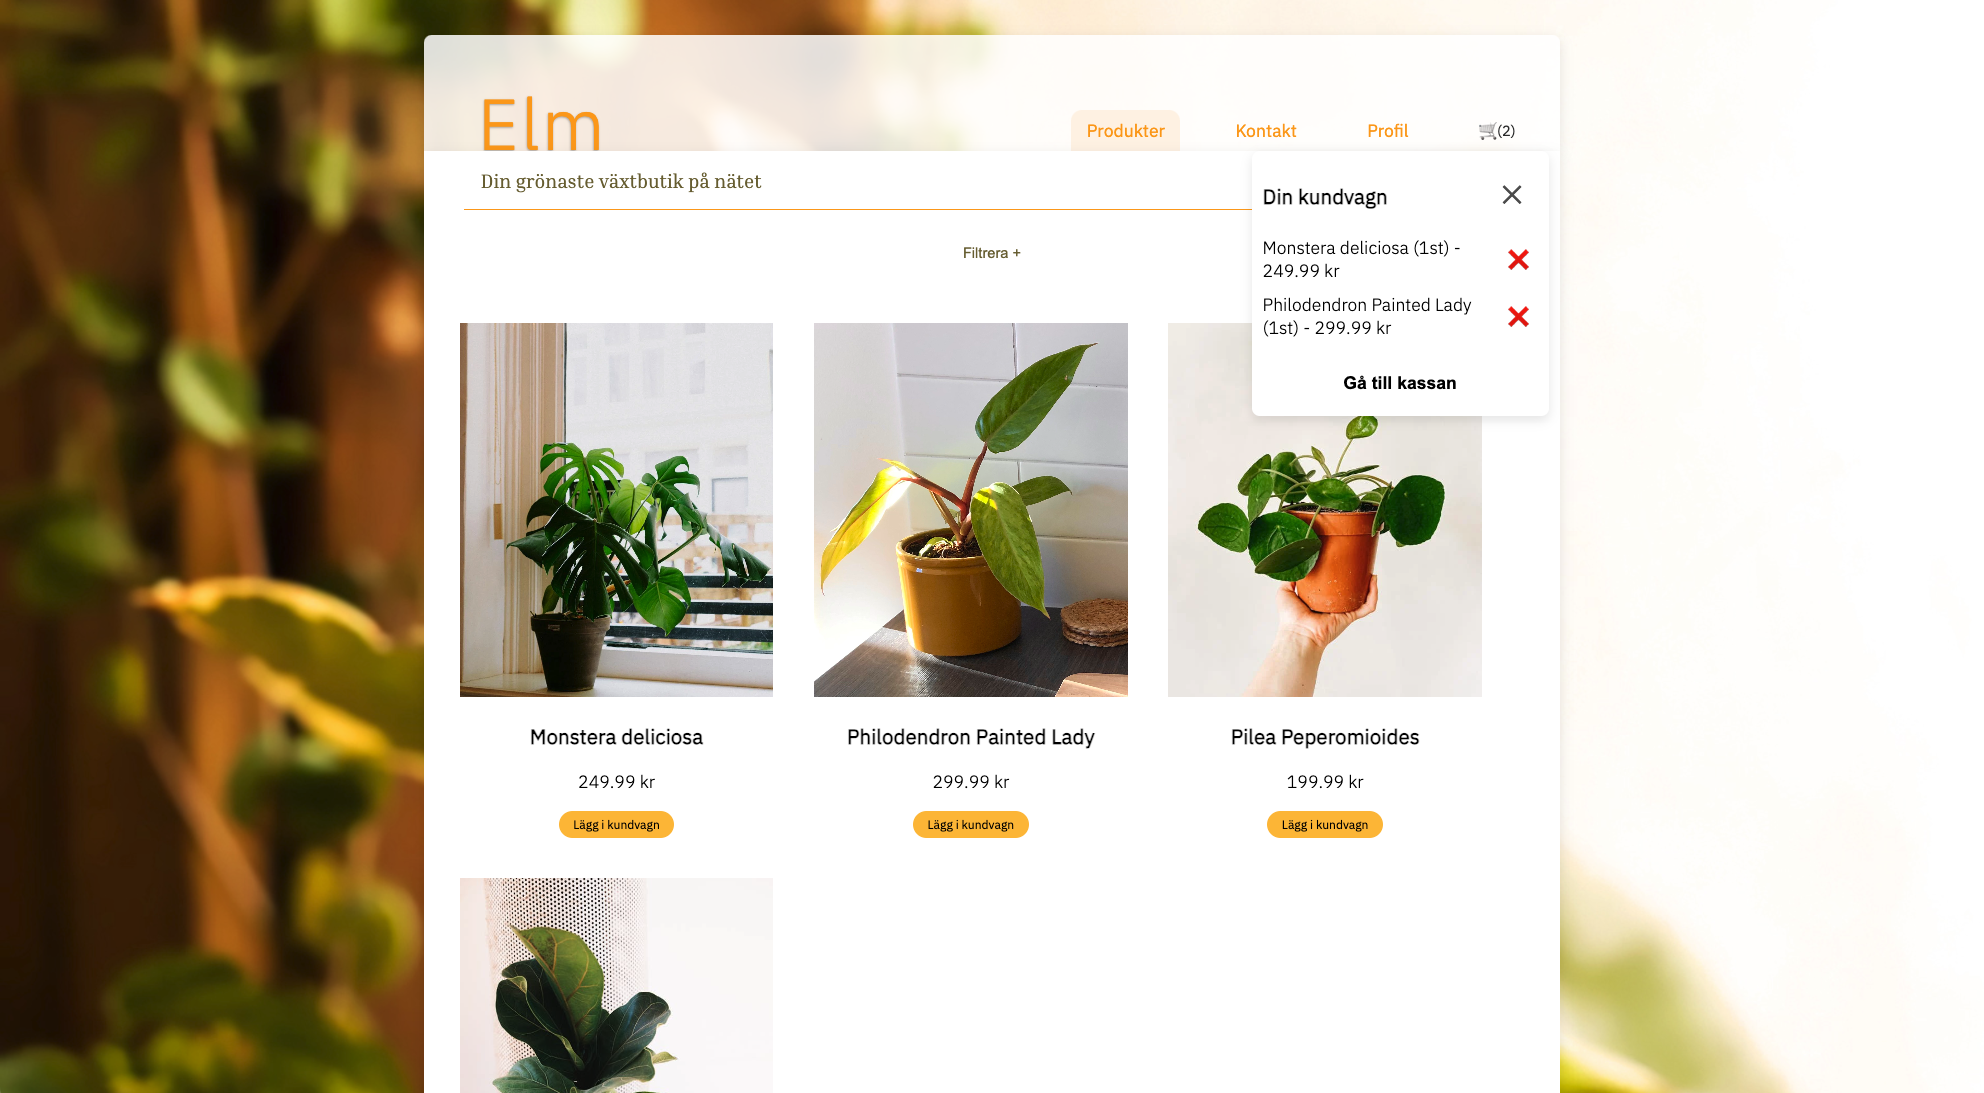 Elm
Produkter
Kontakt
Profil
(2)
Din grönaste växtbutik på nätet
Din kundvagn
Monstera deliciosa (1st) -
249.99 kr
Philodendron Painted Lady
(1st) - 299.99 kr
Gå till kassan
Filtrera +
Monstera deliciosa
249.99 kr
Lägg i kundvagn
Philodendron Painted Lady
299.99 kr
Lägg i kundvagn
Pilea Peperomioides
199.99 kr
Lägg i kundvagn